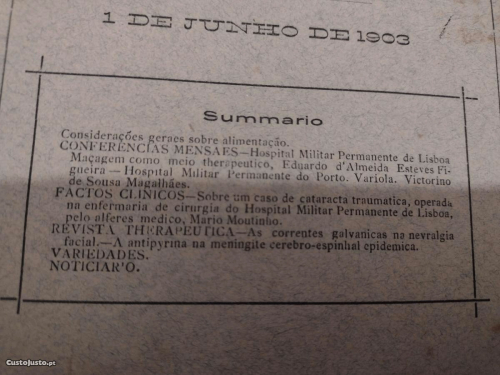 1 DE JUNHO DE 1903
Summario
Considerações geraes sobre alimentação.
CONFERENCIAS MENSAES—Hospital Militar Permanente de Lisboa
Maçagem como meio therapeutico, Eduardo d'Almeida Esteves Fi-
gueira — Hospital Militar Permanente do Porto. Variola. Victorino
de Sousa Magalhães.
FACTOS CLINICOS—Sobre um caso de cataracta traumatica, operada
na enfermaria de cirurgia do Hospital Militar Permanente de Lisboa,
pelo alferes medico, Mario Moutinho.
REVISTA THERAPEUTICA—As correntes galvanicas na nevralgia
facial.—A antipyrina na meningite cerebro-espinhal epidemica.
VARIEDADES.
NOTICIAR'O.
CustoJusto.pt